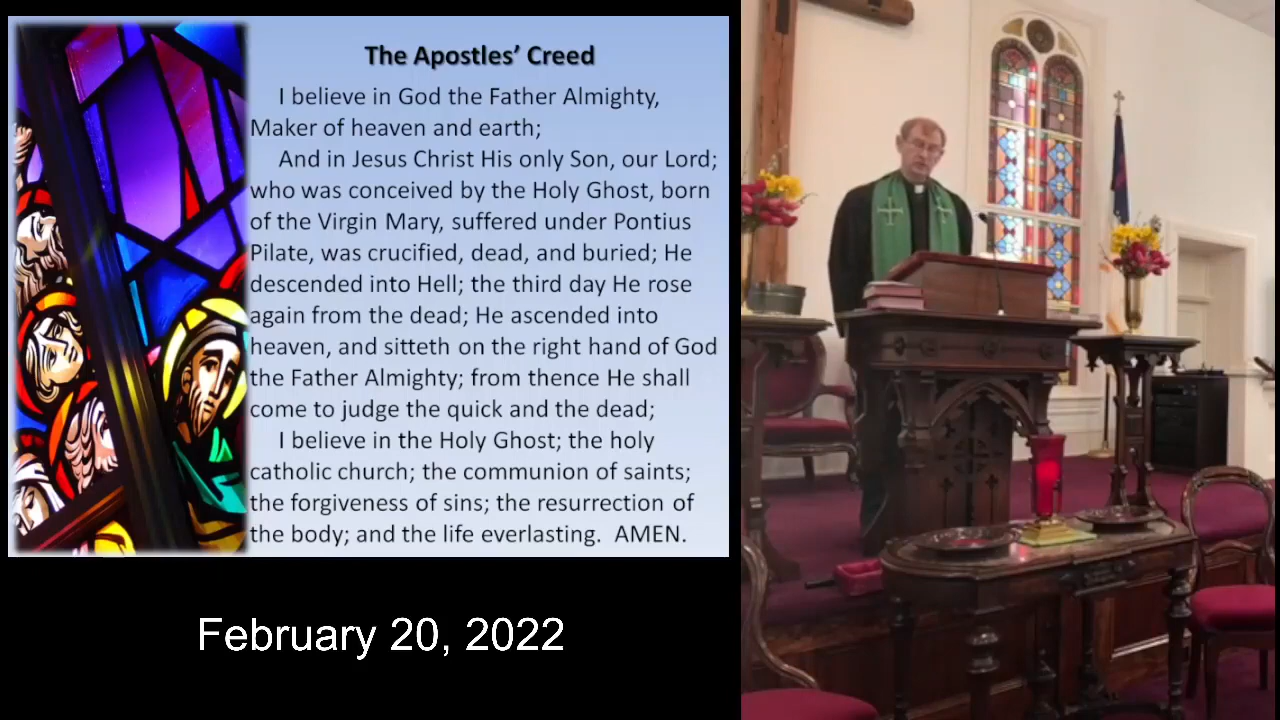 The Apostles’ Creed
I believe in God the Father Almighty,
Maker of heaven and earth;
And in Jesus Christ His only Son, our Lord;
who was conceived by the Holy Ghost, born
of the Virgin Mary, suffered under Pontius
Pilate, was crucified, dead, and buried; He
descended into Hell; the third day He rose
again from the dead; He ascended into
heaven, and sitteth on the right hand of God
the Father Almighty; from thence He shall
come to judge the quick and the dead;
I believe in the Holy Ghost; the holy
catholic church; the communion of saints;
the forgiveness of sins; the resurrection of
the body; and the life everlasting.  AMEN.
February 20, 2022